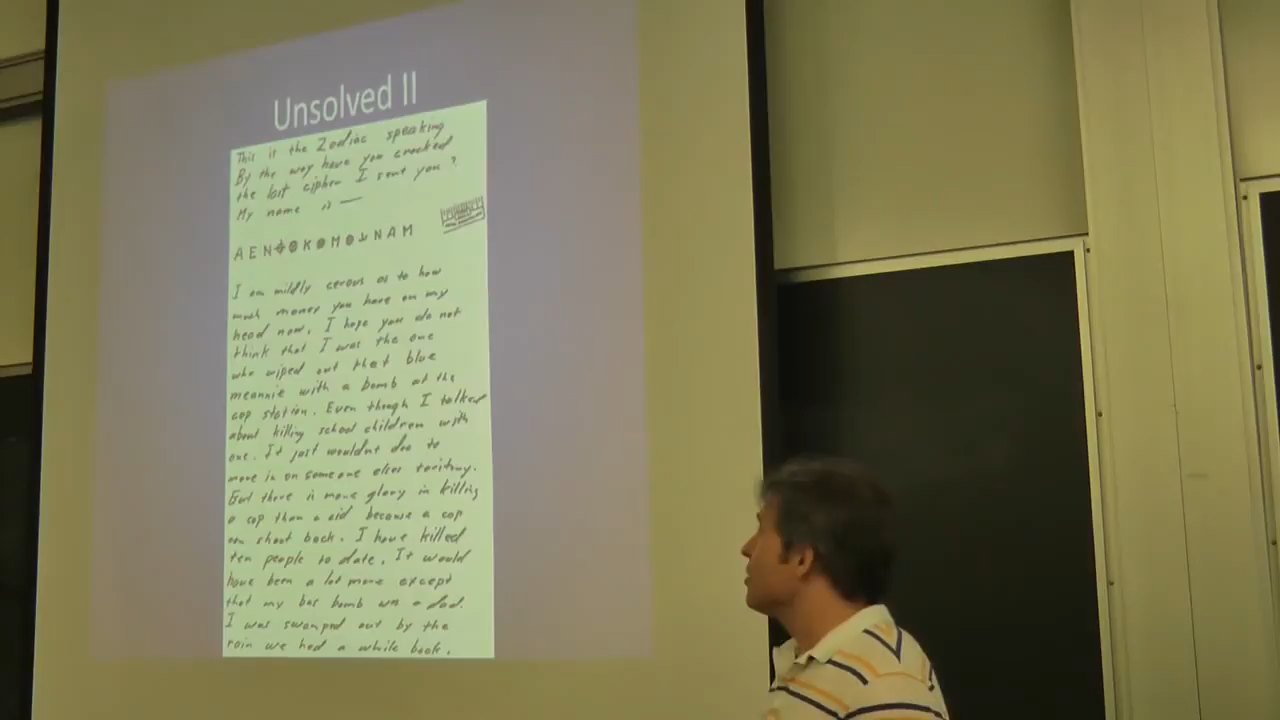 Unsolved II
This is the Zodiac speaking
By the way have you cracked
the last cipher I sent you?
My name is —
A E N K M N A M
I am mildly cerous as to how
much money you have on my
head now. I hope you do not
think that I was the one
who wiped out that blue
meannie with a bomb at the
cop station. Even though I talked
about killing school children with
one. It just wouldnt doo to
move in on someone elses teritory.
But there is more glory in killing
a cop than a cid because a cop
can shoot back. I have killed
ten people to date. It would
have been a lot more except
that my bus bomb was a dud.
I was swamped out by the
rain we had a while back.